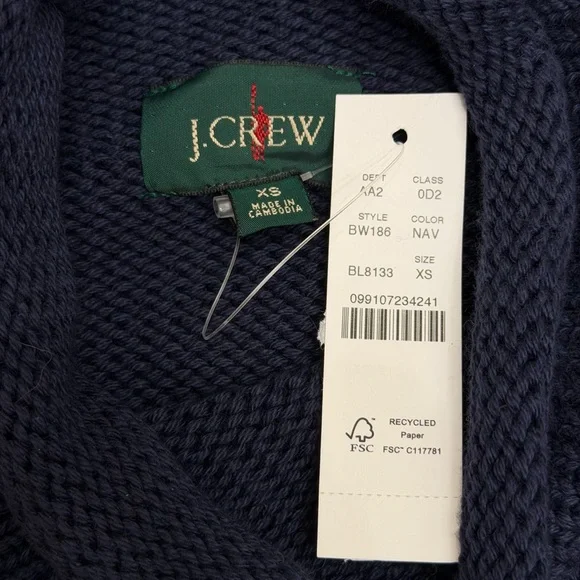 J.CREW
XS
MADE IN
CAMBODIA
DEPT CLASS
AA2 0D2
STYLE COLOR
BW186 NAV
SIZE
BL8133 XS
099107234241
RECYCLED
Paper
FSC FSC™ C117781